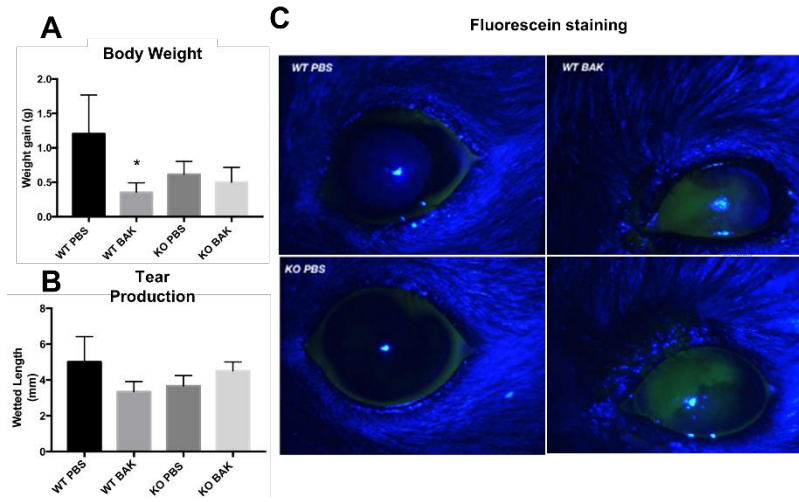 A
Body Weight
2.0
1.5
1.0
0.5
0.0
Weight gain (g)
*
WT PBS
WT BAK
KO PBS
KO BAK
B
Tear
Production
8
6
4
2
0
Wetted Length
(mm)
WT PBS
WT BAK
KO PBS
KO BAK
C
Fluorescein staining
WT PBS
WT BAK
KO PBS